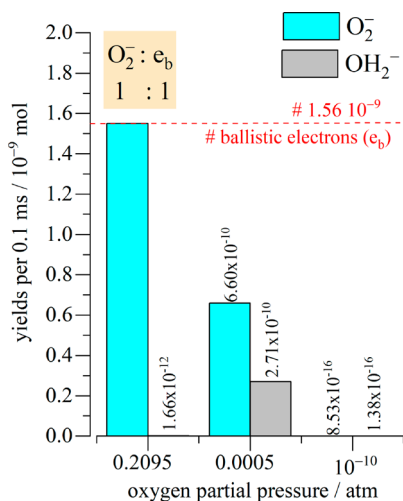 O₂⁻
OH₂⁻
O₂⁻ : e_b
1 : 1
# 1.56 10⁻⁹
# ballistic electrons (e_b)
yields per 0.1 ms / 10⁻⁹ mol
2.0
1.8
1.6
1.4
1.2
1.0
0.8
0.6
0.4
0.2
0.0
1.66x10⁻¹²
6.60x10⁻¹⁰
2.71x10⁻¹⁰
8.53x10⁻¹⁶
1.38x10⁻¹⁶
0.2095 0.0005 10⁻¹⁰
oxygen partial pressure / atm